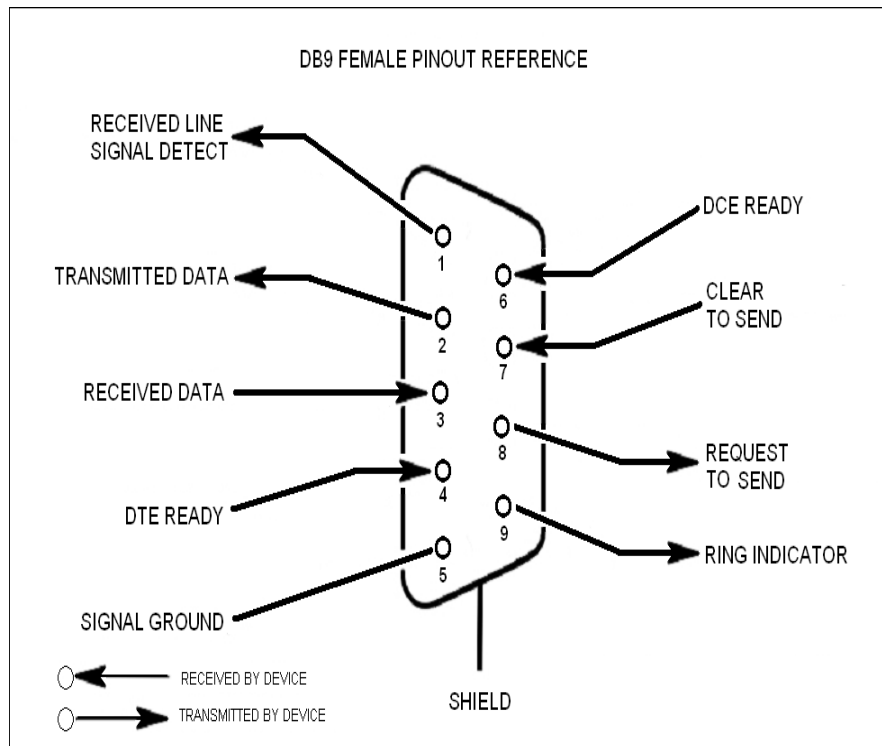 DB9 FEMALE PINOUT REFERENCE
RECEIVED LINE
SIGNAL DETECT
TRANSMITTED DATA
RECEIVED DATA
DTE READY
SIGNAL GROUND
1
2
3
4
5
6
7
8
9
DCE READY
CLEAR
TO SEND
REQUEST
TO SEND
RING INDICATOR
SHIELD
RECEIVED BY DEVICE
TRANSMITTED BY DEVICE